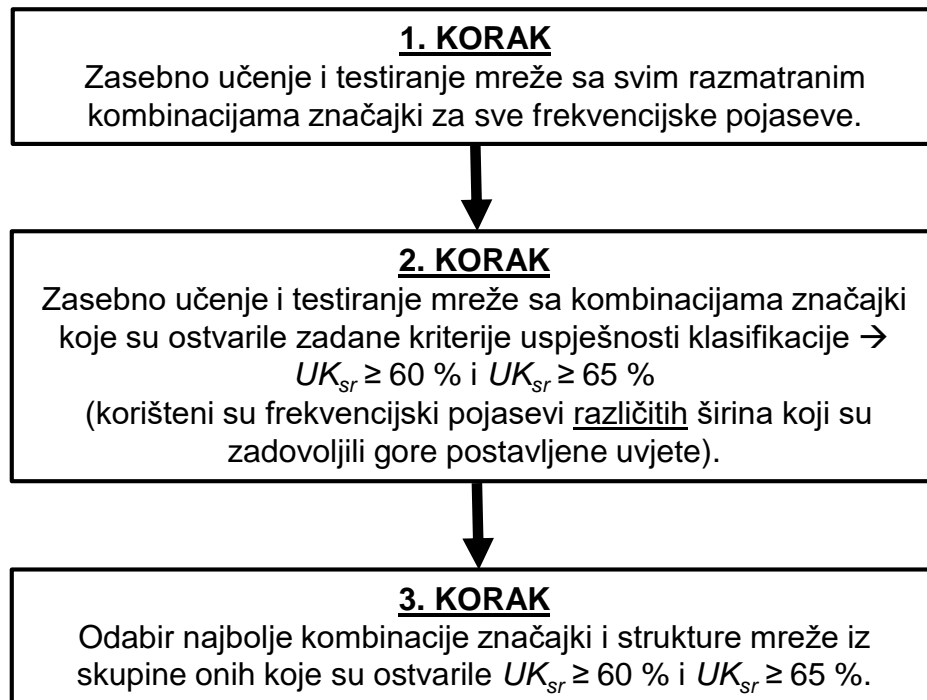 1. KORAK
Zasebno učenje i testiranje mreže sa svim razmatranim
kombinacijama značajki za sve frekvencijske pojaseve.
2. KORAK
Zasebno učenje i testiranje mreže sa kombinacijama značajki
koje su ostvarile zadane kriterije uspješnosti klasifikacije →
UKsr ≥ 60 % i UKsr ≥ 65 %
(korišteni su frekvencijski pojasevi različitih širina koji su
zadovoljili gore postavljene uvjete).
3. KORAK
Odabir najbolje kombinacije značajki i strukture mreže iz
skupine onih koje su ostvarile UKsr ≥ 60 % i UKsr ≥ 65 %.